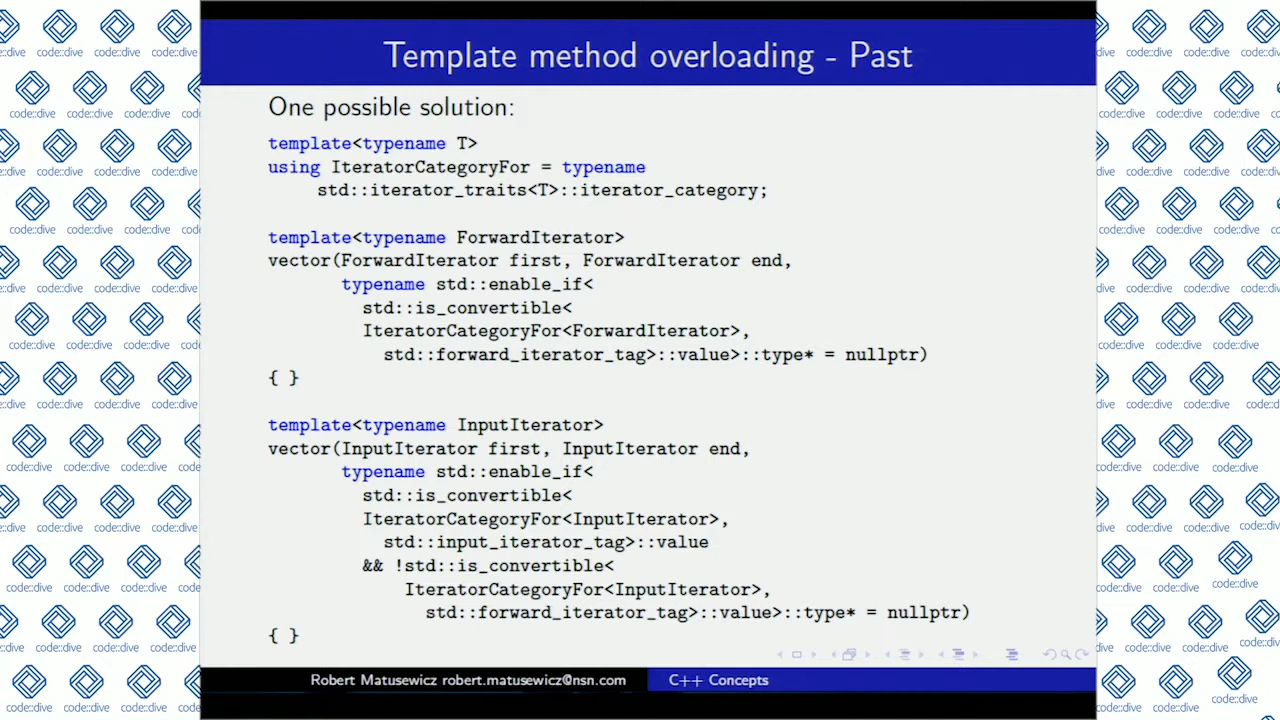 Template method overloading - Past
One possible solution:
template<typename T>
using IteratorCategoryFor = typename
std::iterator_traits<T>::iterator_category;
template<typename ForwardIterator>
vector(ForwardIterator first, ForwardIterator end,
typename std::enable_if<
std::is_convertible<
IteratorCategoryFor<ForwardIterator>,
std::forward_iterator_tag>::value>::type* = nullptr)
{ }
template<typename InputIterator>
vector(InputIterator first, InputIterator end,
typename std::enable_if<
std::is_convertible<
IteratorCategoryFor<InputIterator>,
std::input_iterator_tag>::value
&& !std::is_convertible<
IteratorCategoryFor<InputIterator>,
std::forward_iterator_tag>::value>::type* = nullptr)
{ }
Robert Matusewicz robert.matusewicz@nsn.com
C++ Concepts
code::dive